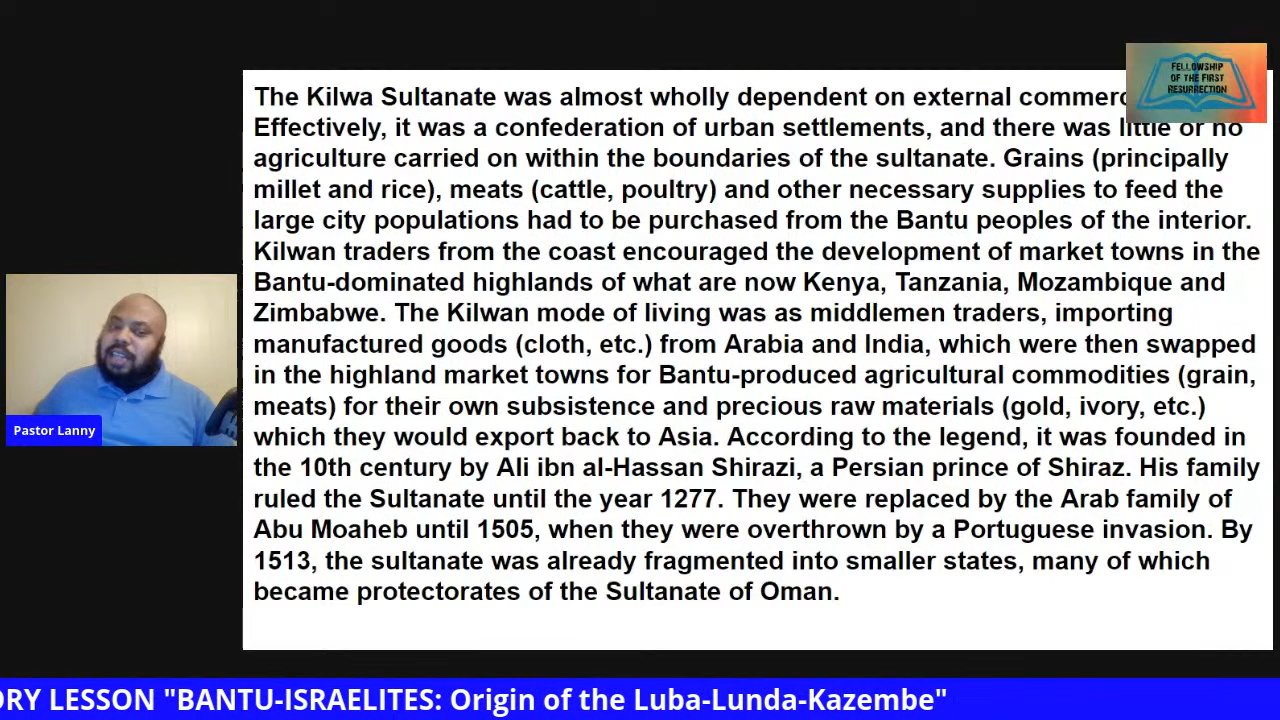 FELLOWSHIP
OF THE FIRST
RESURRECTION
The Kilwa Sultanate was almost wholly dependent on external
Effectively, it was a confederation of urban settlements, and there was little or no
agriculture carried on within the boundaries of the sultanate. Grains (principally
millet and rice), meats (cattle, poultry) and other necessary supplies to feed the
large city populations had to be purchased from the Bantu peoples of the interior.
Kilwan traders from the coast encouraged the development of market towns in the
Bantu-dominated highlands of what are now Kenya, Tanzania, Mozambique and
Zimbabwe. The Kilwan mode of living was as middlemen traders, importing
manufactured goods (cloth, etc.) from Arabia and India, which were then swapped
in the highland market towns for Bantu-produced agricultural commodities (grain,
meats) for their own subsistence and precious raw materials (gold, ivory, etc.)
which they would export back to Asia. According to the legend, it was founded in
the 10th century by Ali ibn al-Hassan Shirazi, a Persian prince of Shiraz. His family
ruled the Sultanate until the year 1277. They were replaced by the Arab family of
Abu Moaheb until 1505, when they were overthrown by a Portuguese invasion. By
1513, the sultanate was already fragmented into smaller states, many of which
became protectorates of the Sultanate of Oman.
Pastor Lanny
ORY LESSON "BANTU-ISRAELITES: Origin of the Luba-Lunda-Kazembe"